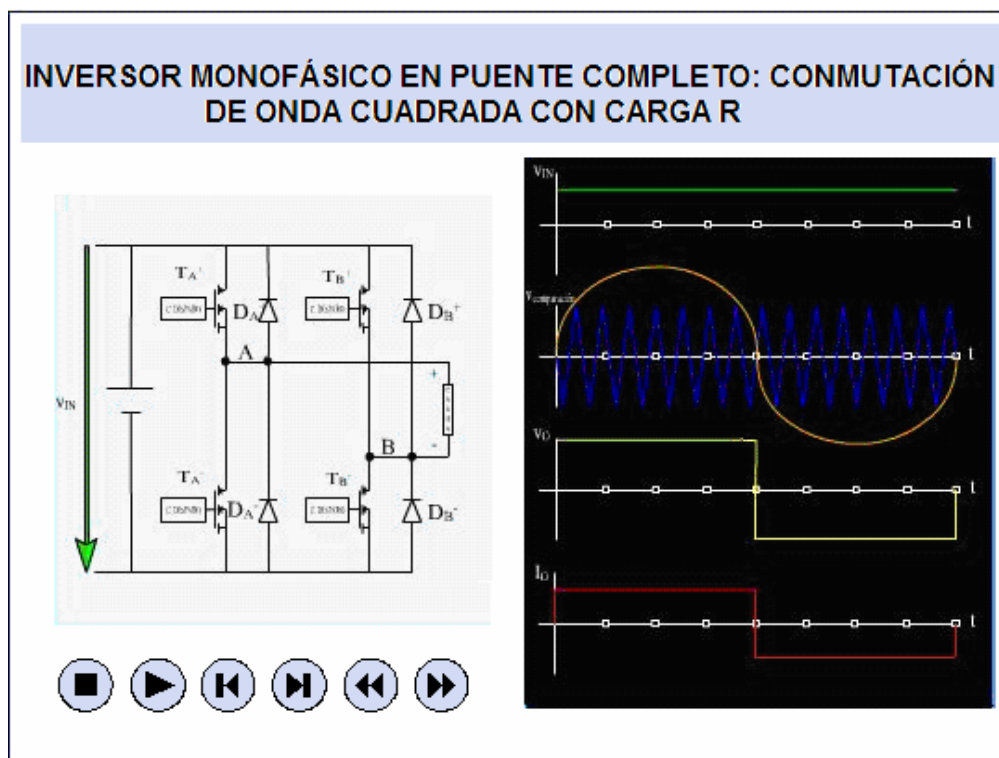 INVERSOR MONOFÁSICO EN PUENTE COMPLETO: CONMUTACIÓN
DE ONDA CUADRADA CON CARGA R
VIN
t
Vcomparación
t
VO
t
IO
t
TA+
TB+
DA+
DB+
A
+
VIN
B
-
TA-
TB-
DA-
DB-